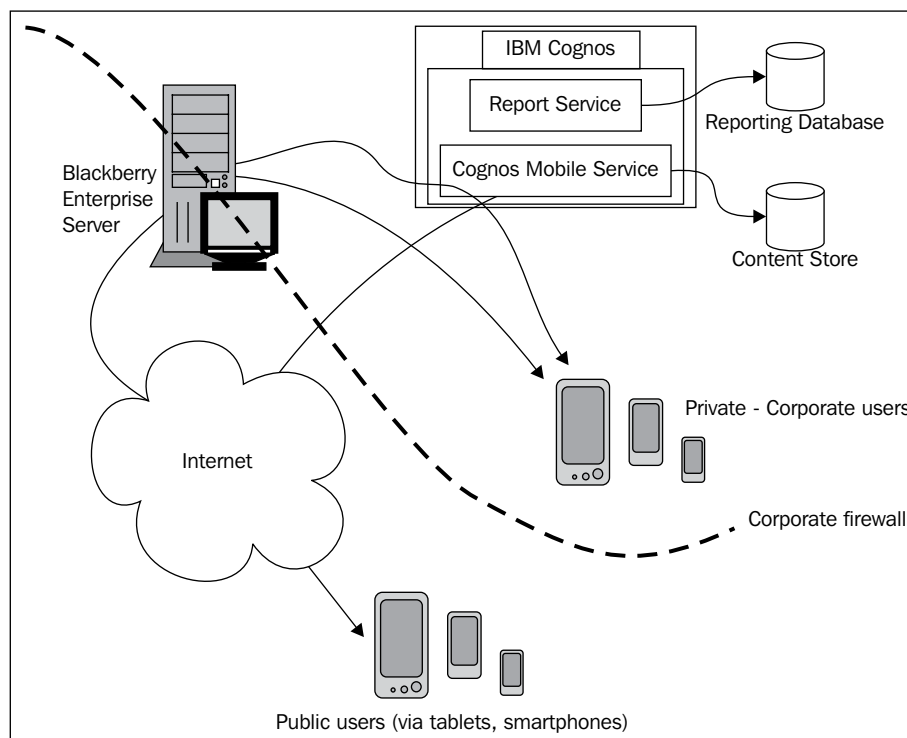 IBM Cognos
Report Service
Reporting Database
Cognos Mobile Service
Blackberry
Enterprise
Server
Content Store
Private - Corporate users
Internet
Corporate firewall
Public users (via tablets, smartphones)